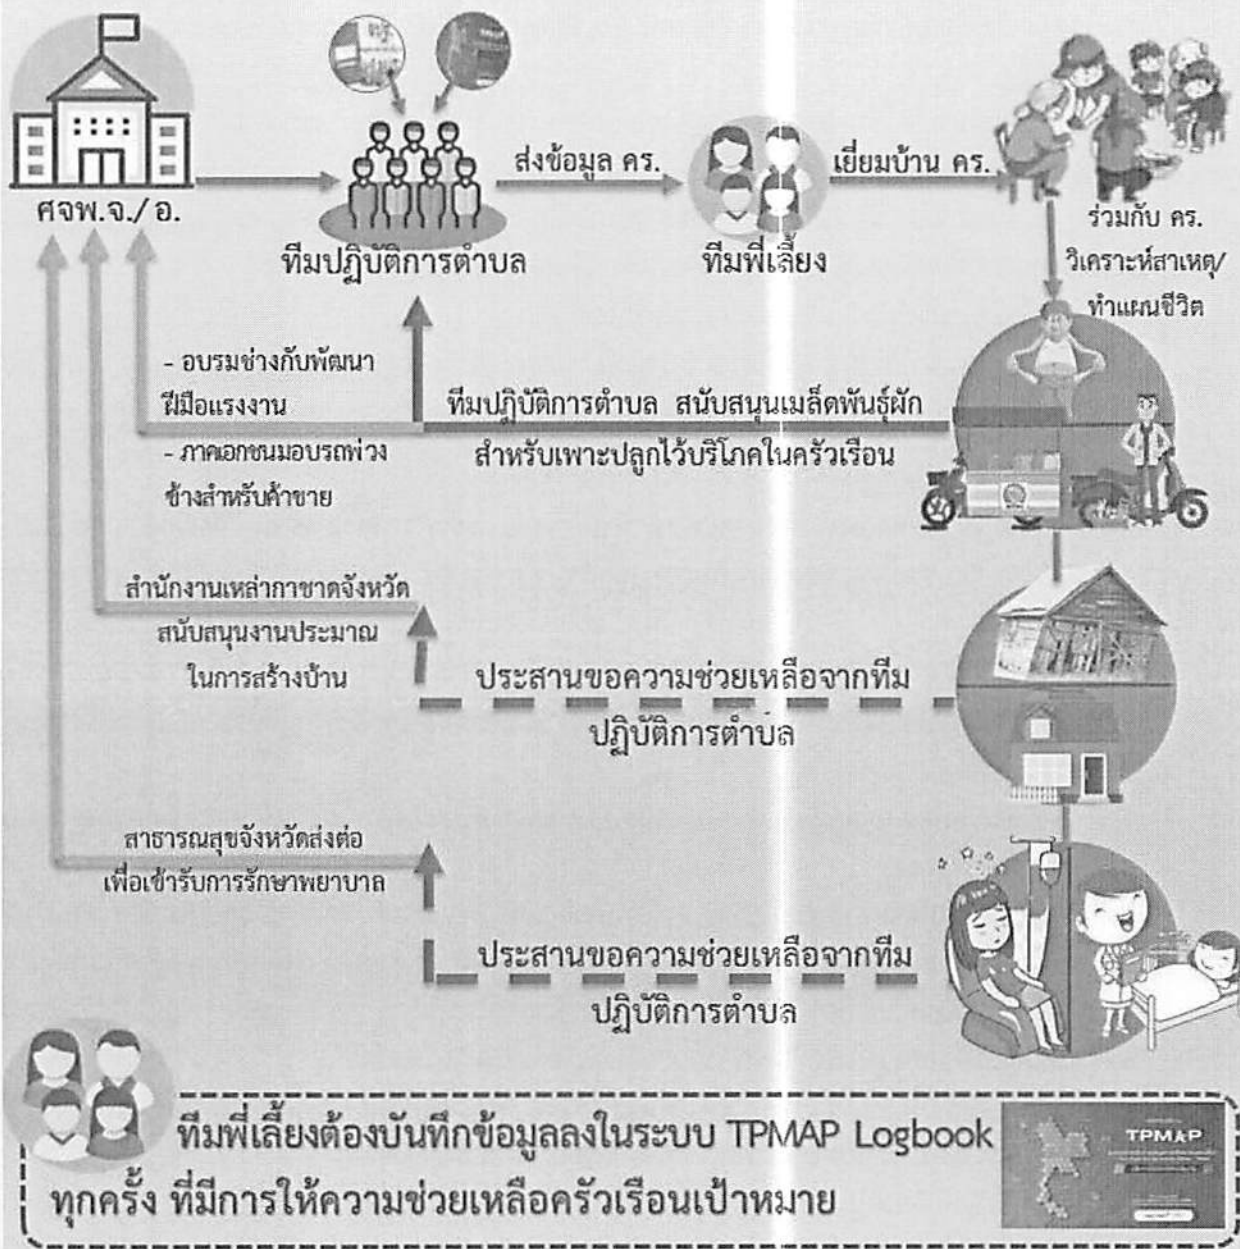 ส่งข้อมูล คร.
เยี่ยมบ้าน คร.
ศจพ.จ./ อ.
ทีมปฏิบัติการตำบล
ทีมพี่เลี้ยง
ร่วมกับ คร.
วิเคราะห์สาเหตุ/
ทำแผนชีวิต
- อบรมช่างกับพัฒนา
ฝีมือแรงงาน
- ภาคเอกชนมอบรถพ่วง
ข้างสำหรับค้าขาย
ทีมปฏิบัติการตำบล สนับสนุนเมล็ดพันธุ์ผัก
สำหรับเพาะปลูกไว้บริโภคในครัวเรือน
สำนักงานเหล่ากาชาดจังหวัด
สนับสนุนงานประมาณ
ในการสร้างบ้าน
ประสานขอความช่วยเหลือจากทีม
ปฏิบัติการตำบล
สาธารณสุขจังหวัดส่งต่อ
เพื่อเข้ารับการรักษาพยาบาล
ประสานขอความช่วยเหลือจากทีม
ปฏิบัติการตำบล
ทีมพี่เลี้ยงต้องบันทึกข้อมูลลงในระบบ TPMAP Logbook
ทุกครั้ง ที่มีการให้ความช่วยเหลือครัวเรือนเป้าหมาย
TPMAP